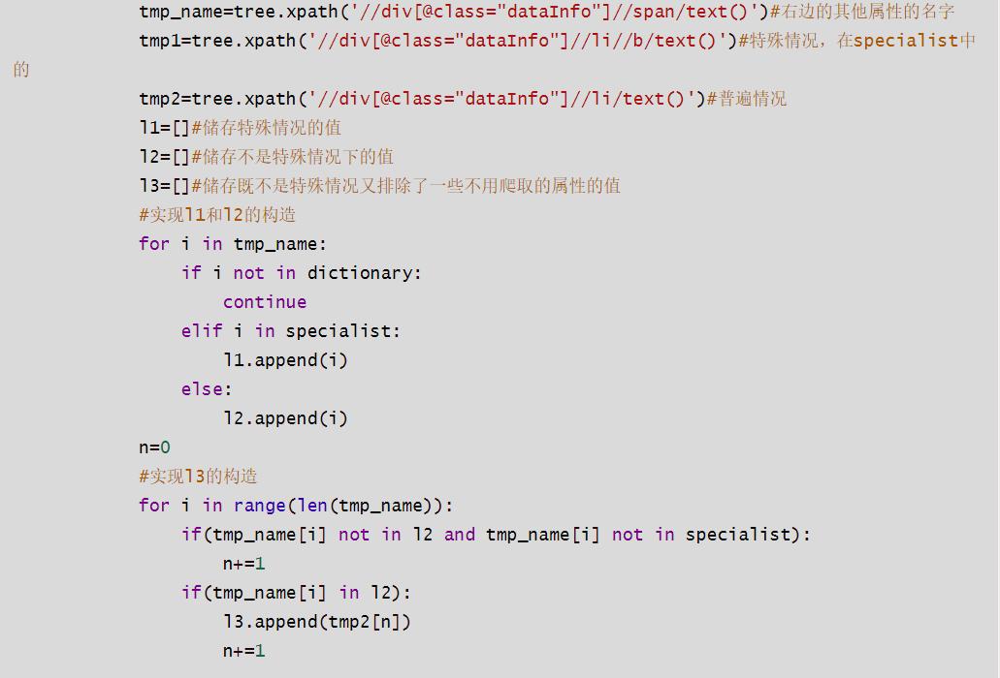 tmp_name=tree.xpath('//div[@class="dataInfo"]//span/text()')#右边的其他属性的名字
tmp1=tree.xpath('//div[@class="dataInfo"]//li//b/text()')#特殊情况，在specialist中
的
tmp2=tree.xpath('//div[@class="dataInfo"]//li/text()')#普遍情况
l1=[]#储存特殊情况的值
l2=[]#储存不是特殊情况下的值
l3=[]#储存既不是特殊情况又排除了一些不用爬取的属性的值
#实现l1和l2的构造
for i in tmp_name:
    if i not in dictionary:
        continue
    elif i in specialist:
        l1.append(i)
    else:
        l2.append(i)
n=0
#实现l3的构造
for i in range(len(tmp_name)):
    if(tmp_name[i] not in l2 and tmp_name[i] not in specialist):
        n+=1
    if(tmp_name[i] in l2):
        l3.append(tmp2[n])
        n+=1